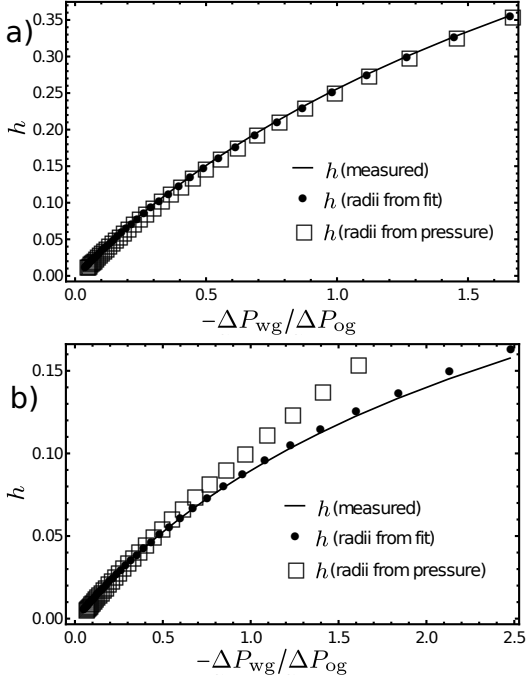 a)
0.35
0.30
0.25
0.20
0.15
0.10
0.05
0.00
h
h (measured)
h (radii from fit)
h (radii from pressure)
0.0 0.5 1.0 1.5
−ΔP_wg/ΔP_og
b)
0.15
0.10
0.05
0.00
h
h (measured)
h (radii from fit)
h (radii from pressure)
0.0 0.5 1.0 1.5 2.0 2.5
−ΔP_wg/ΔP_og